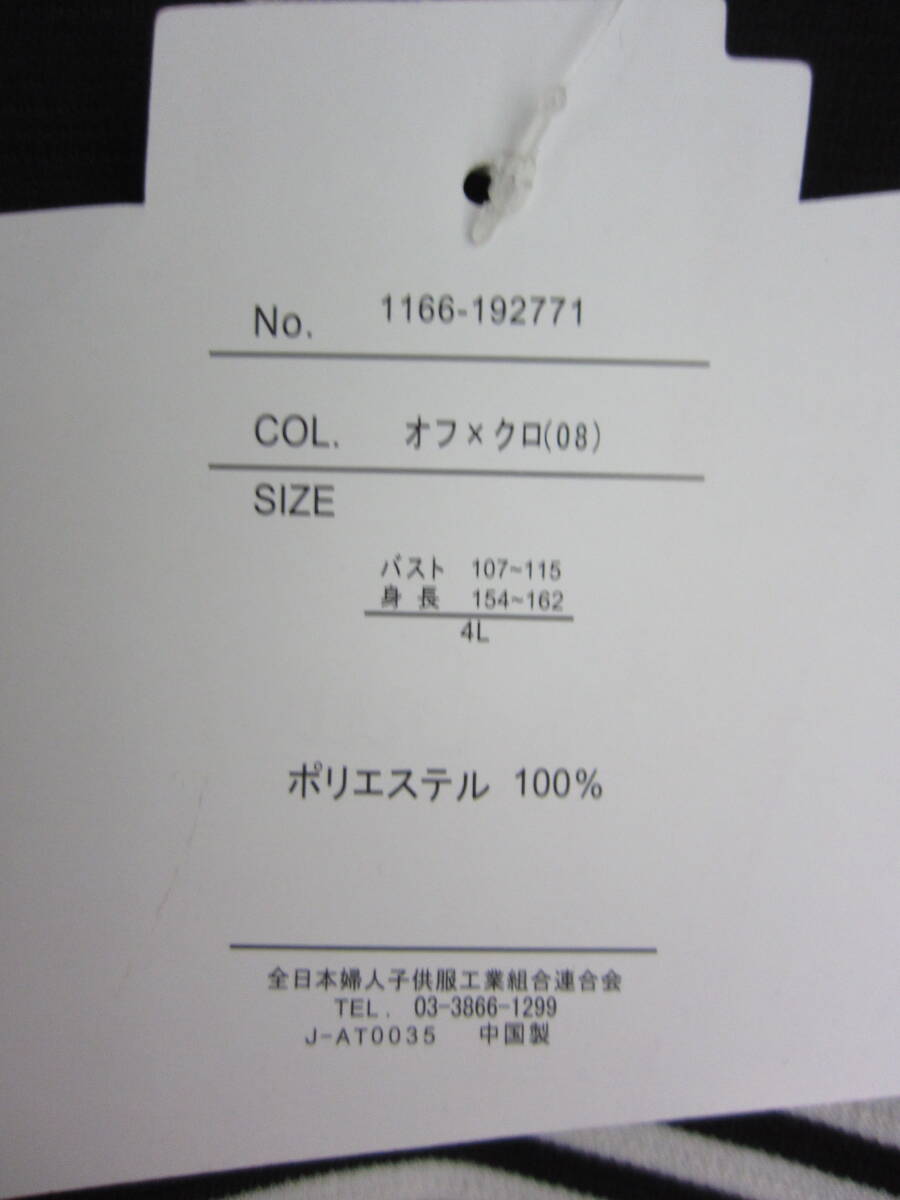 No. 1166-192771
COL. オフ×クロ(08)
SIZE
バスト 107~115
身長 154~162
4L
ポリエステル 100%
全日本婦人子供服工業組合連合会
TEL. 03-3866-1299
J-AT0035 中国製